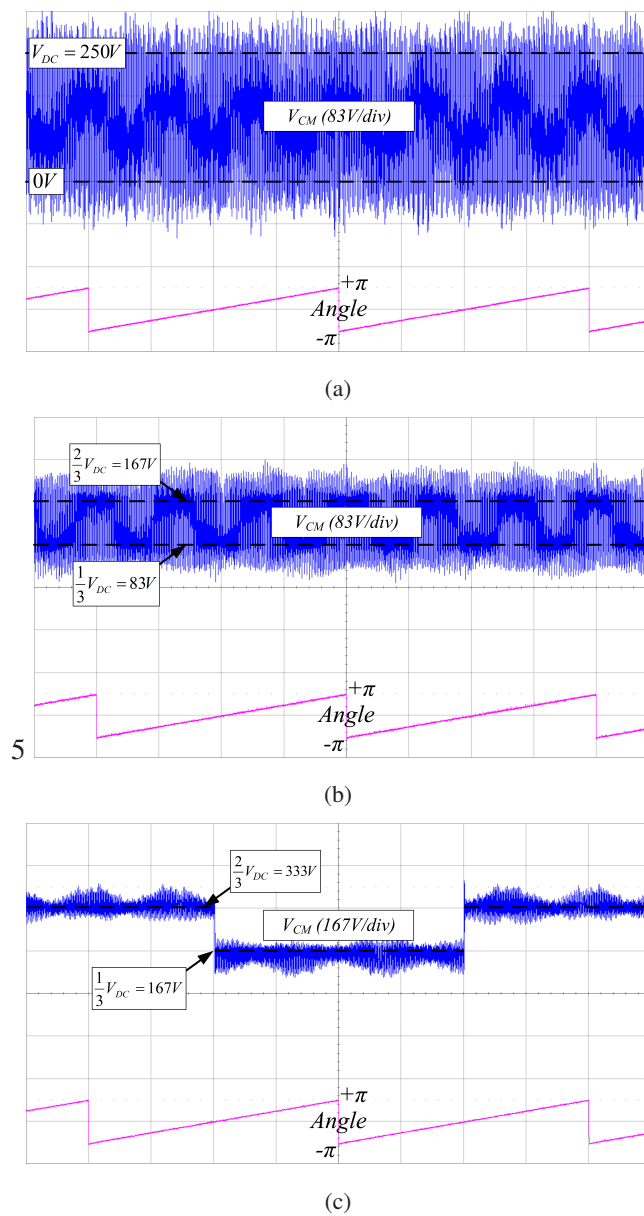 V_DC = 250V
V_CM (83V/div)
0V
+π
Angle
-π
(a)
2/3 V_DC = 167V
V_CM (83V/div)
1/3 V_DC = 83V
+π
Angle
-π
5
(b)
2/3 V_DC = 333V
V_CM (167V/div)
1/3 V_DC = 167V
+π
Angle
-π
(c)